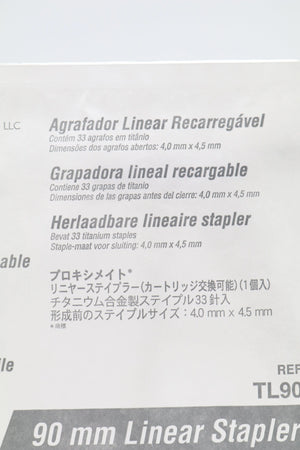 LLC
Agrafador Linear Recarregável
Contém 33 agrafos em titânio
Dimensões dos agrafos abertos: 4,0 mm x 4,5 mm
Grapadora lineal recargable
Contiene 33 grapas de titanio
Dimensiones de las grapas antes del cierre: 4,0 mm x 4,5 mm
Herlaadbare lineaire stapler
Bevat 33 titanium staples
Staple-maat voor sluiting: 4,0 mm x 4,5 mm
able
プロキシメイト*
リニヤーステイプラー(カートリッジ交換可能)(1個入)
チタニウム合金製ステイプル33針入
形成前のステイプルサイズ：4.0 mm × 4.5 mm
*商標
ile
REF
TL90
90 mm Linear Stapler